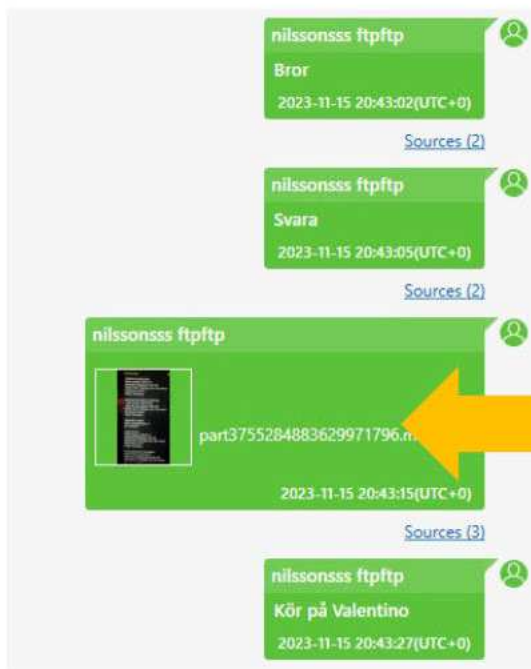 nilssonsss ftpftp
Bror
2023-11-15 20:43:02(UTC+0)
Sources (2)
nilssonsss ftpftp
Svara
2023-11-15 20:43:05(UTC+0)
Sources (2)
nilssonsss ftpftp
part3755284883629971796.m
2023-11-15 20:43:15(UTC+0)
Sources (3)
nilssonsss ftpftp
Kör på Valentino
2023-11-15 20:43:27(UTC+0)